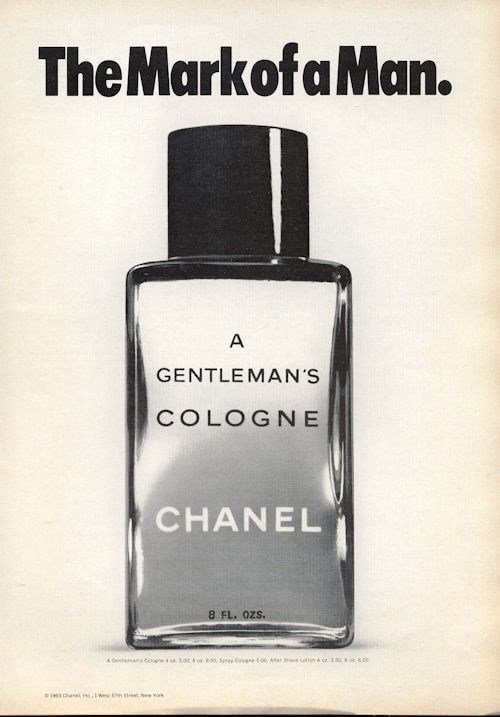 The Mark of a Man.
A
GENTLEMAN'S
COLOGNE
CHANEL
8 FL. OZS.
A Gentleman's Cologne 4 oz. 5.00, 8 oz. 8.00, Spray Cologne 5.00, After Shave Lotion 4 oz. 3.50, 8 oz. 6.00.
© 1969 Chanel, Inc., 1 West 57th Street, New York